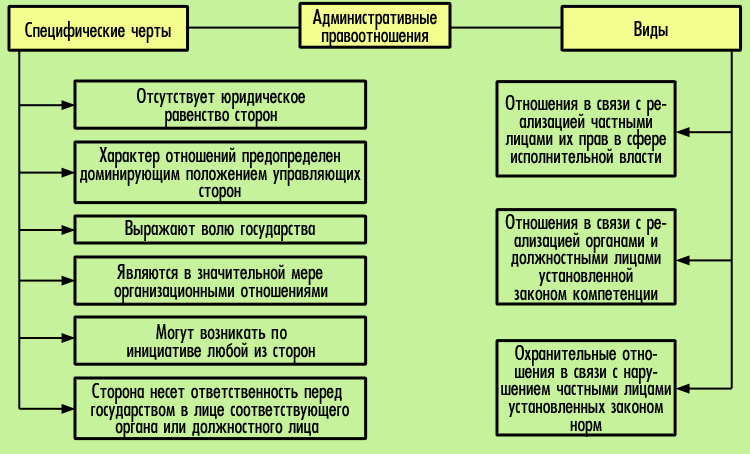 Специфические черты
Административные
правоотношения
Виды
Отсутствует юридическое
равенство сторон
Характер отношений предопределен
доминирующим положением управляющих
сторон
Выражают волю государства
Являются в значительной мере
организационными отношениями
Могут возникать по
инициативе любой из сторон
Сторона несет ответственность перед
государством в лице соответствующего
органа или должностного лица
Отношения в связи с ре-
ализацией частными
лицами их прав в сфере
исполнительной власти
Отношения в связи с ре-
ализацией органами и
должностными лицами
установленной
законом компетенции
Охранительные отно-
шения в связи с нару-
шением частными лицами
установленных законом
норм